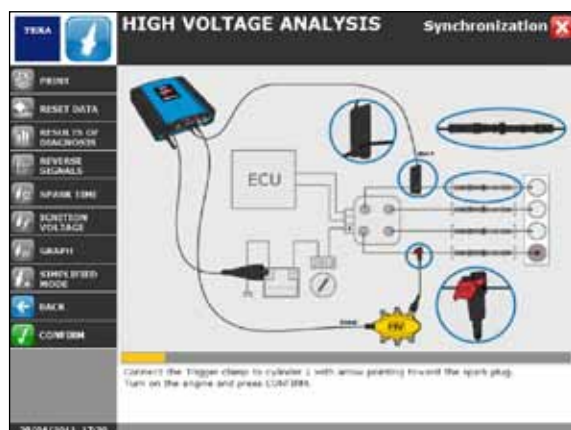 TEXA
HIGH VOLTAGE ANALYSIS
Synchronization
PRINT
RESET DATA
RESULTS OF
DIAGNOSIS
REVERSE
SIGNALS
SPARK TIME
IGNITION
VOLTAGE
GRAPH
SIMPLIFIED
MODE
BACK
CONFIRM
ECU
HV
Connect the Trigger clamp to cylinder 1 with arrow pointing toward the spark plug.
Turn on the engine and press CONFIRM.